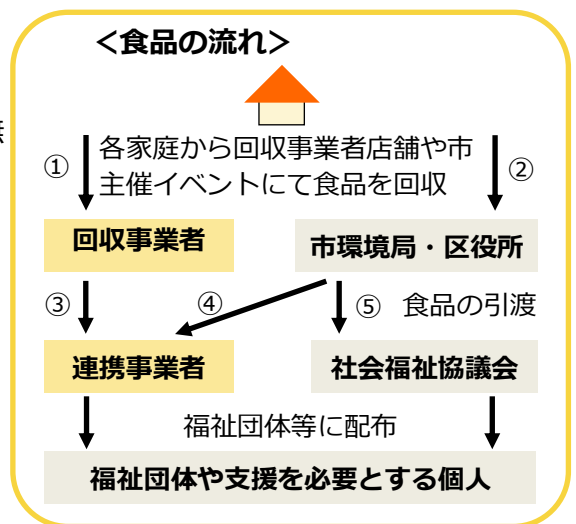 <食品の流れ>
① 各家庭から回収事業者店舗や市 ②
主催イベントにて食品を回収
回収事業者 市環境局・区役所
③ ④ ⑤ 食品の引渡
連携事業者 社会福祉協議会
福祉団体等に配布
福祉団体や支援を必要とする個人